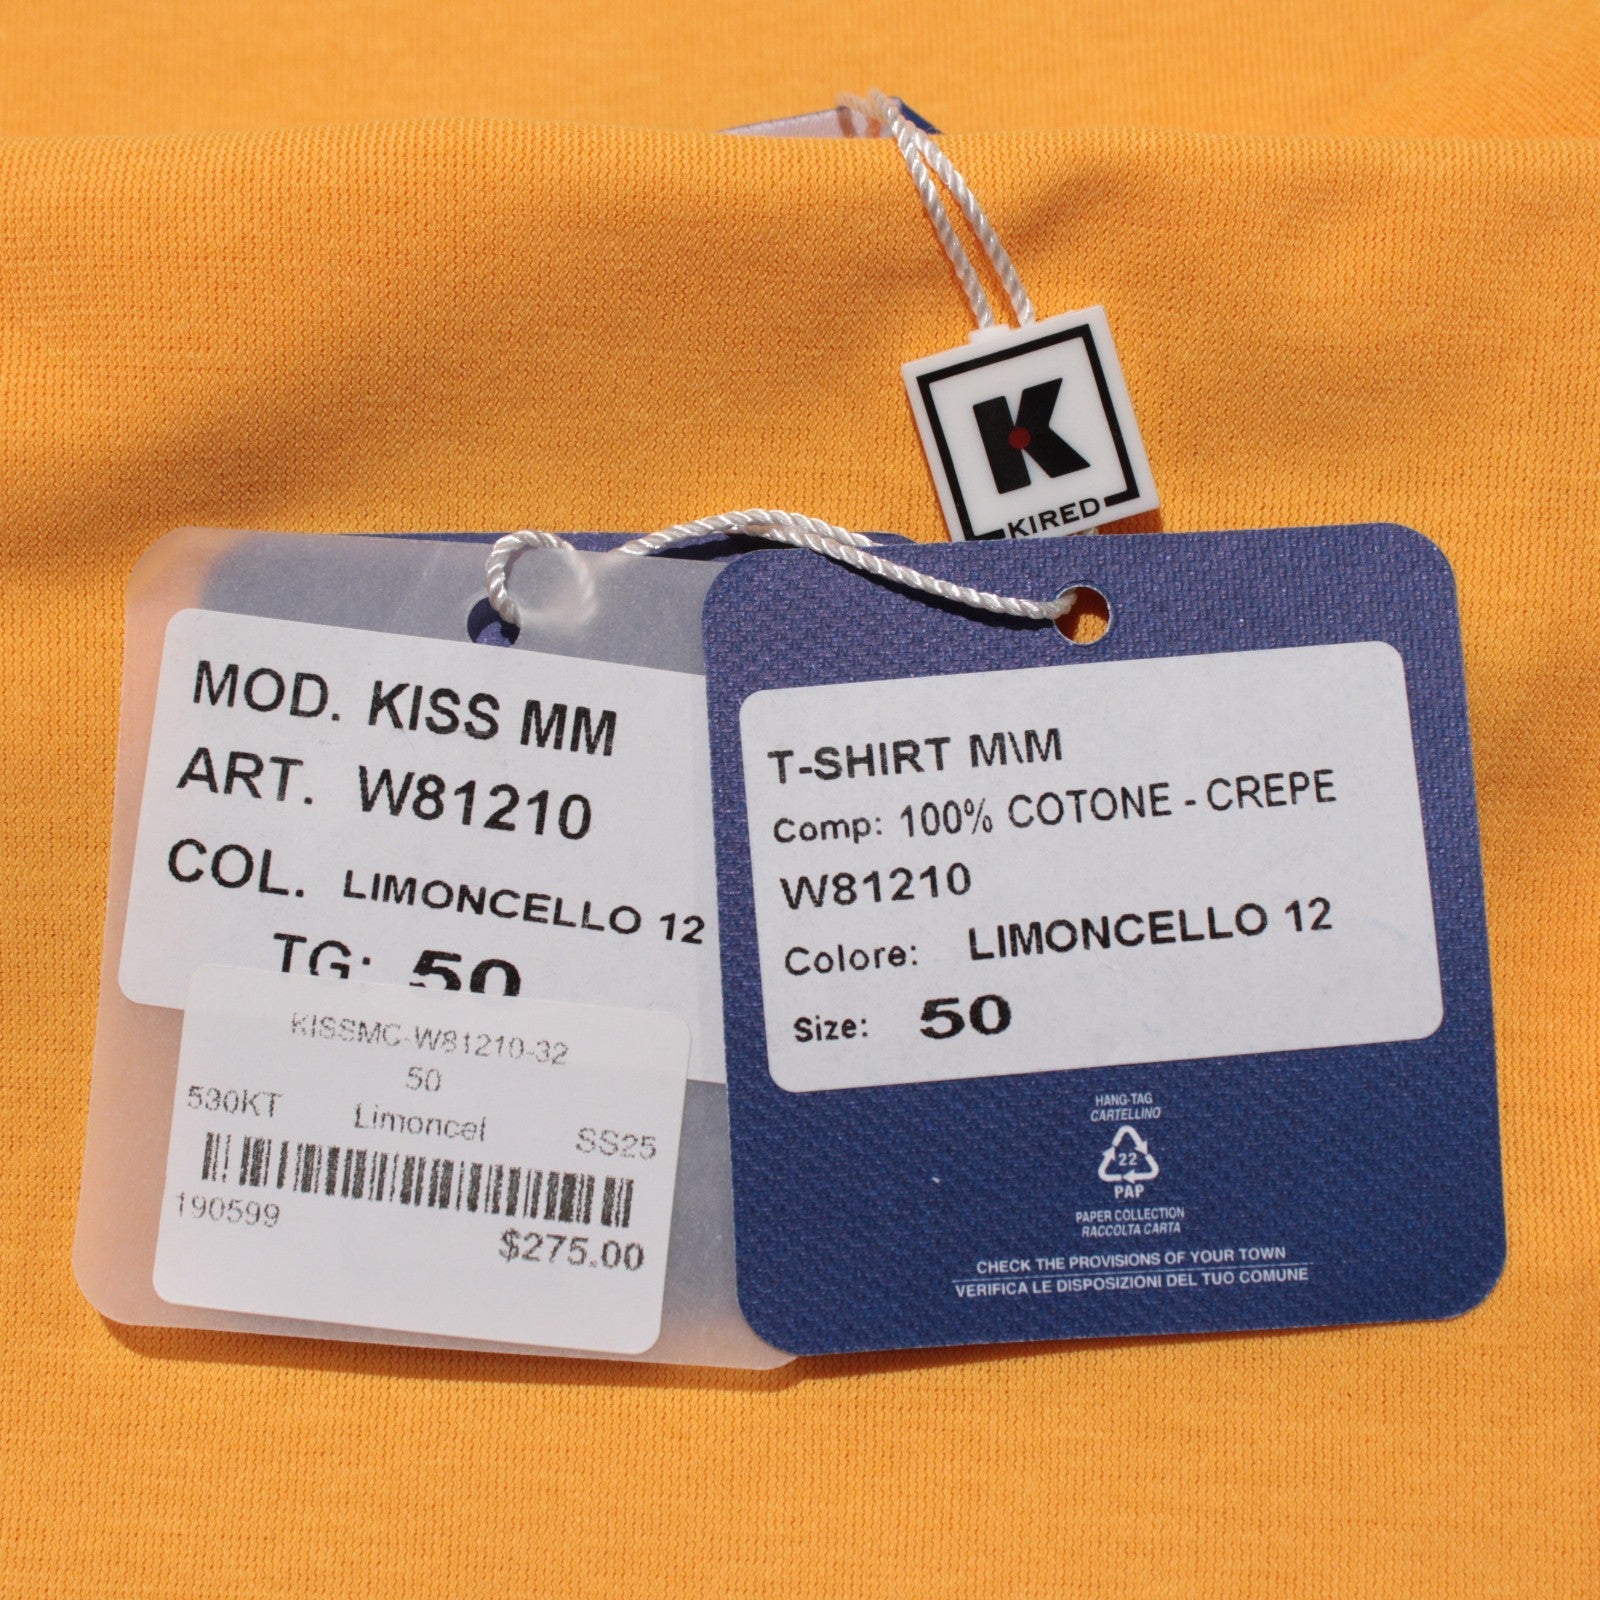 K
KIRED
MOD. KISS MM
ART. W81210
COL. LIMONCELLO 12
TG: 50
KISSMC-W81210-32
50
530KT Limoncel SS25
190599
$275.00
T-SHIRT M\M
Comp: 100% COTONE - CREPE
W81210
Colore: LIMONCELLO 12
Size: 50
HANG-TAG
CARTELLINO
22
PAP
PAPER COLLECTION
RACCOLTA CARTA
CHECK THE PROVISIONS OF YOUR TOWN
VERIFICA LE DISPOSIZIONI DEL TUO COMUNE